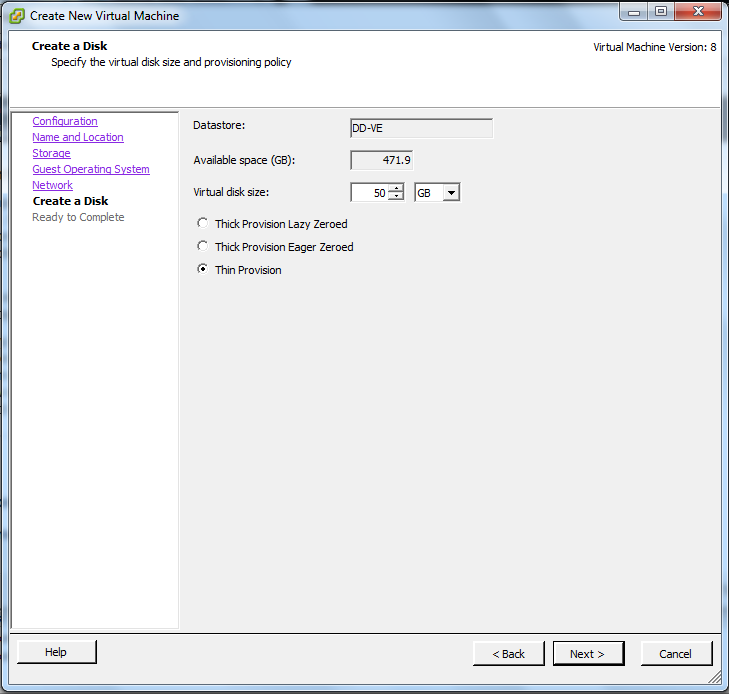 Create New Virtual Machine
Create a Disk
Virtual Machine Version: 8
Specify the virtual disk size and provisioning policy
Configuration
Name and Location
Storage
Guest Operating System
Network
Create a Disk
Ready to Complete
Datastore: DD-VE
Available space (GB): 471.9
Virtual disk size: 50 GB
Thick Provision Lazy Zeroed
Thick Provision Eager Zeroed
Thin Provision
Help
< Back
Next >
Cancel